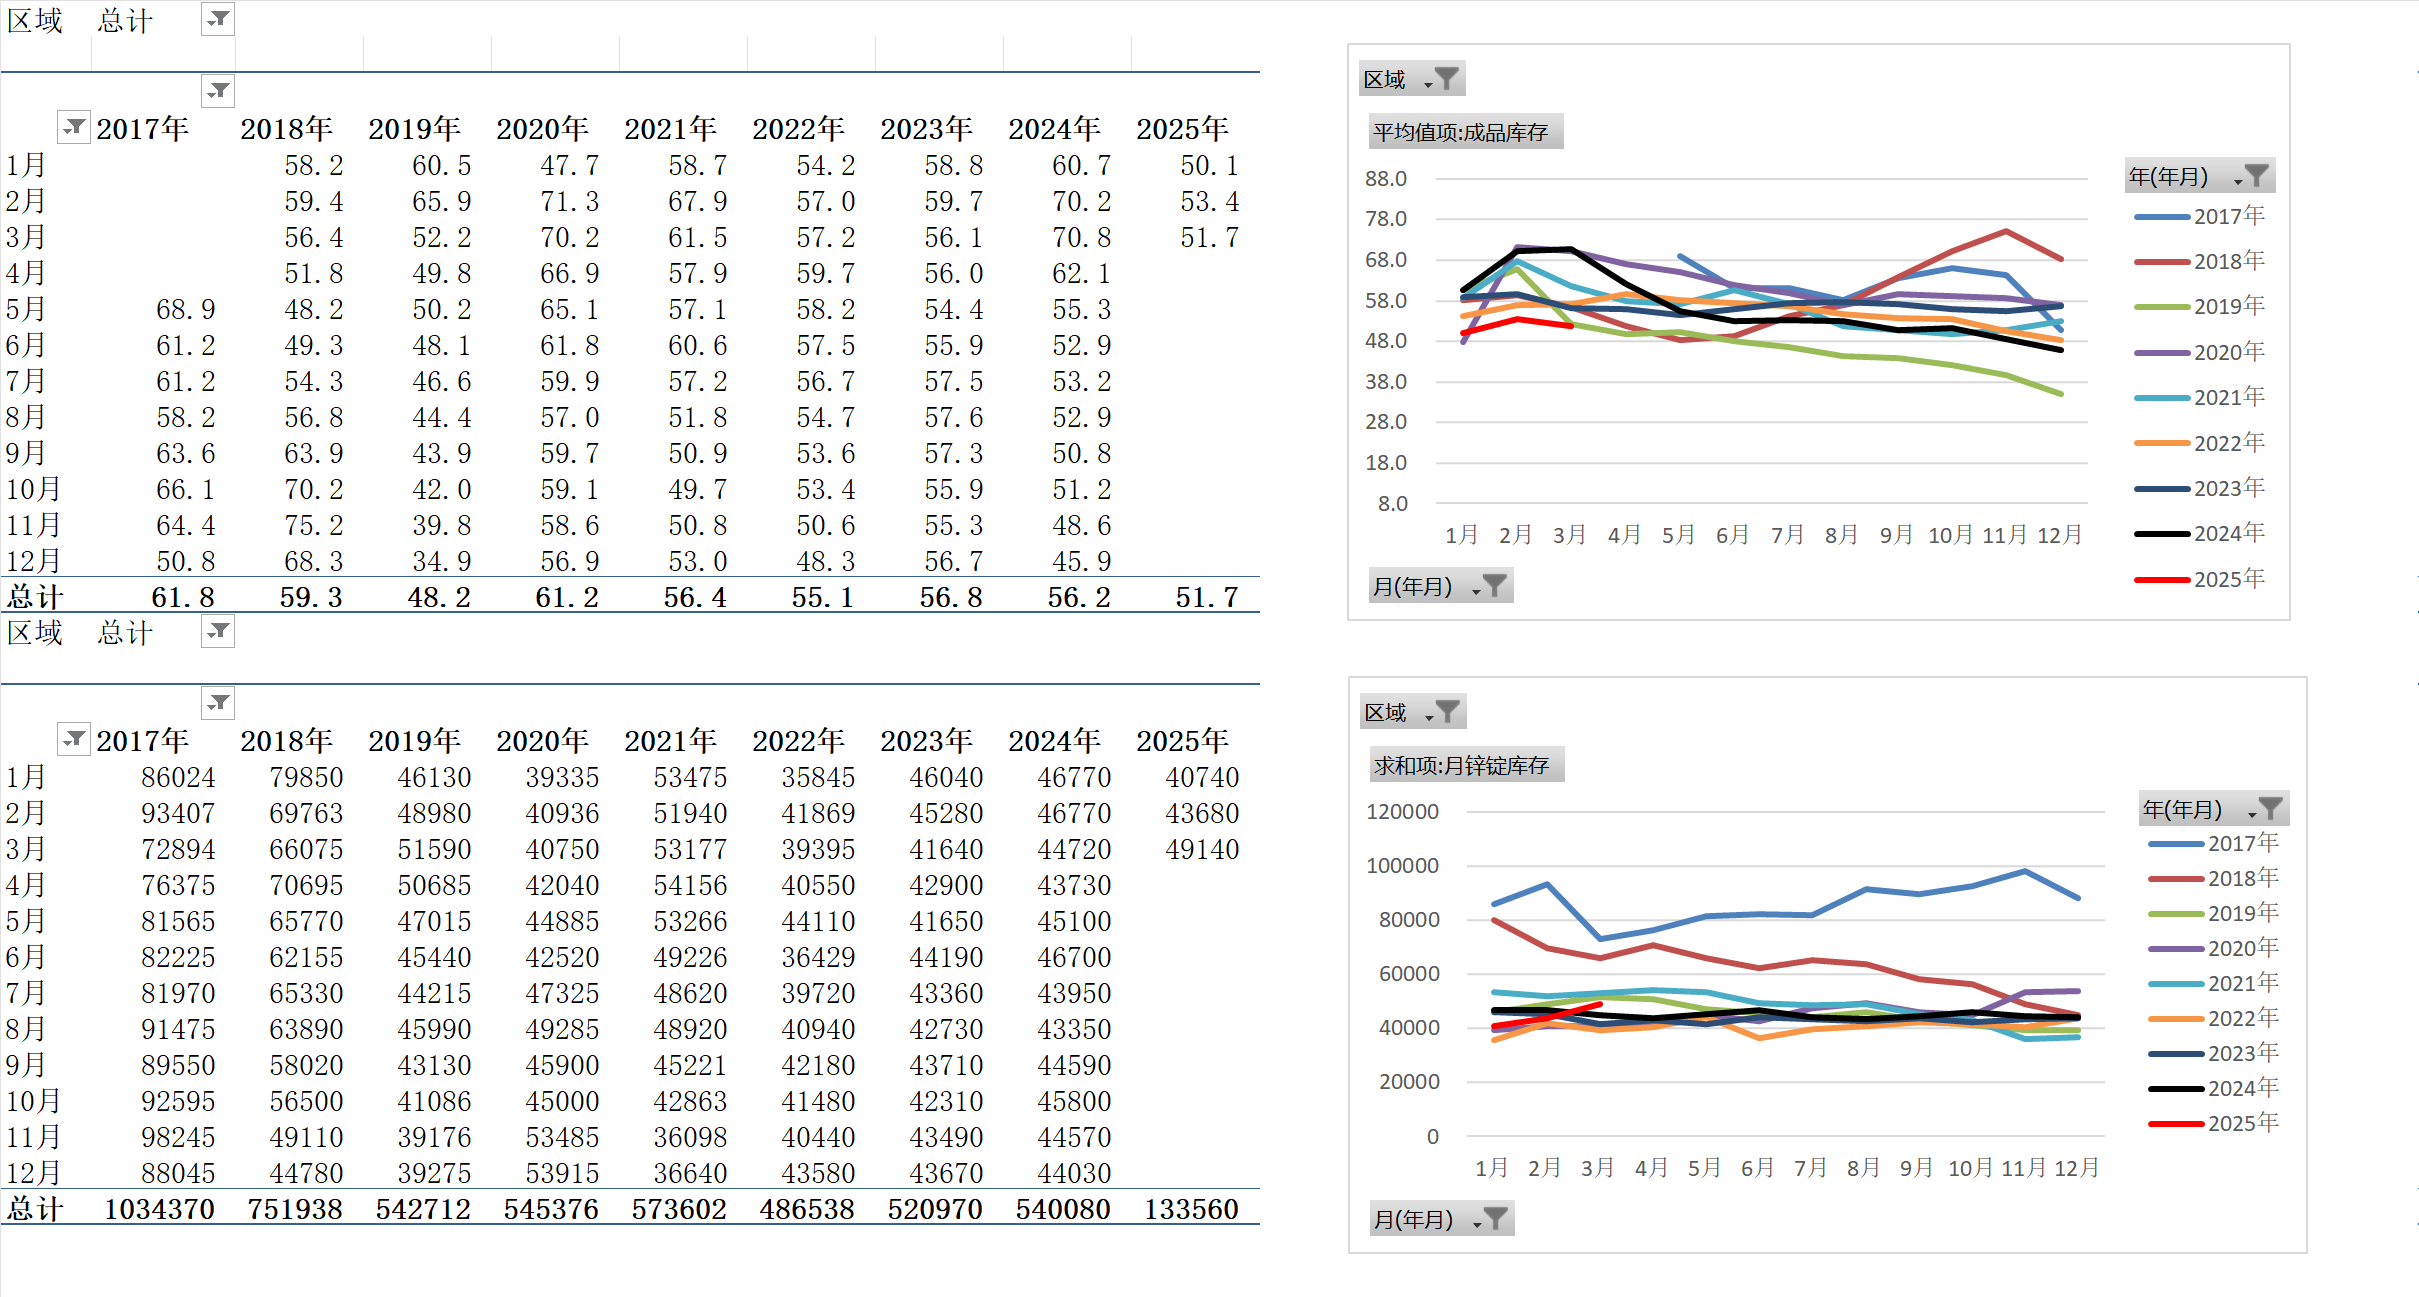 区域 总计
2017年 2018年 2019年 2020年 2021年 2022年 2023年 2024年 2025年
1月 58.2 60.5 47.7 58.7 54.2 58.8 60.7 50.1
2月 59.4 65.9 71.3 67.9 57.0 59.7 70.2 53.4
3月 56.4 52.2 70.2 61.5 57.2 56.1 70.8 51.7
4月 51.8 49.8 66.9 57.9 59.7 56.0 62.1
5月 68.9 48.2 50.2 65.1 57.1 58.2 54.4 55.3
6月 61.2 49.3 48.1 61.8 60.6 57.5 55.9 52.9
7月 61.2 54.3 46.6 59.9 57.2 56.7 57.5 53.2
8月 58.2 56.8 44.4 57.0 51.8 54.7 57.6 52.9
9月 63.6 63.9 43.9 59.7 50.9 53.6 57.3 50.8
10月 66.1 70.2 42.0 59.1 49.7 53.4 55.9 51.2
11月 64.4 75.2 39.8 58.6 50.8 50.6 55.3 48.6
12月 50.8 68.3 34.9 56.9 53.0 48.3 56.7 45.9
总计 61.8 59.3 48.2 61.2 56.4 55.1 56.8 56.2 51.7
区域
平均值项:成品库存
88.0
78.0
68.0
58.0
48.0
38.0
28.0
18.0
8.0
1月 2月 3月 4月 5月 6月 7月 8月 9月 10月 11月 12月
月(年月)
年(年月)
2017年
2018年
2019年
2020年
2021年
2022年
2023年
2024年
2025年
区域 总计
2017年 2018年 2019年 2020年 2021年 2022年 2023年 2024年 2025年
1月 86024 79850 46130 39335 53475 35845 46040 46770 40740
2月 93407 69763 48980 40936 51940 41869 45280 46770 43680
3月 72894 66075 51590 40750 53177 39395 41640 44720 49140
4月 76375 70695 50685 42040 54156 40550 42900 43730
5月 81565 65770 47015 44885 53266 44110 41650 45100
6月 82225 62155 45440 42520 49226 36429 44190 46700
7月 81970 65330 44215 47325 48620 39720 43360 43950
8月 91475 63890 45990 49285 48920 40940 42730 43350
9月 89550 58020 43130 45900 45221 42180 43710 44590
10月 92595 56500 41086 45000 42863 41480 42310 45800
11月 98245 49110 39176 53485 36098 40440 43490 44570
12月 88045 44780 39275 53915 36640 43580 43670 44030
总计 1034370 751938 542712 545376 573602 486538 520970 540080 133560
区域
求和项:月锌锭库存
120000
100000
80000
60000
40000
20000
0
1月 2月 3月 4月 5月 6月 7月 8月 9月 10月 11月 12月
月(年月)
年(年月)
2017年
2018年
2019年
2020年
2021年
2022年
2023年
2024年
2025年